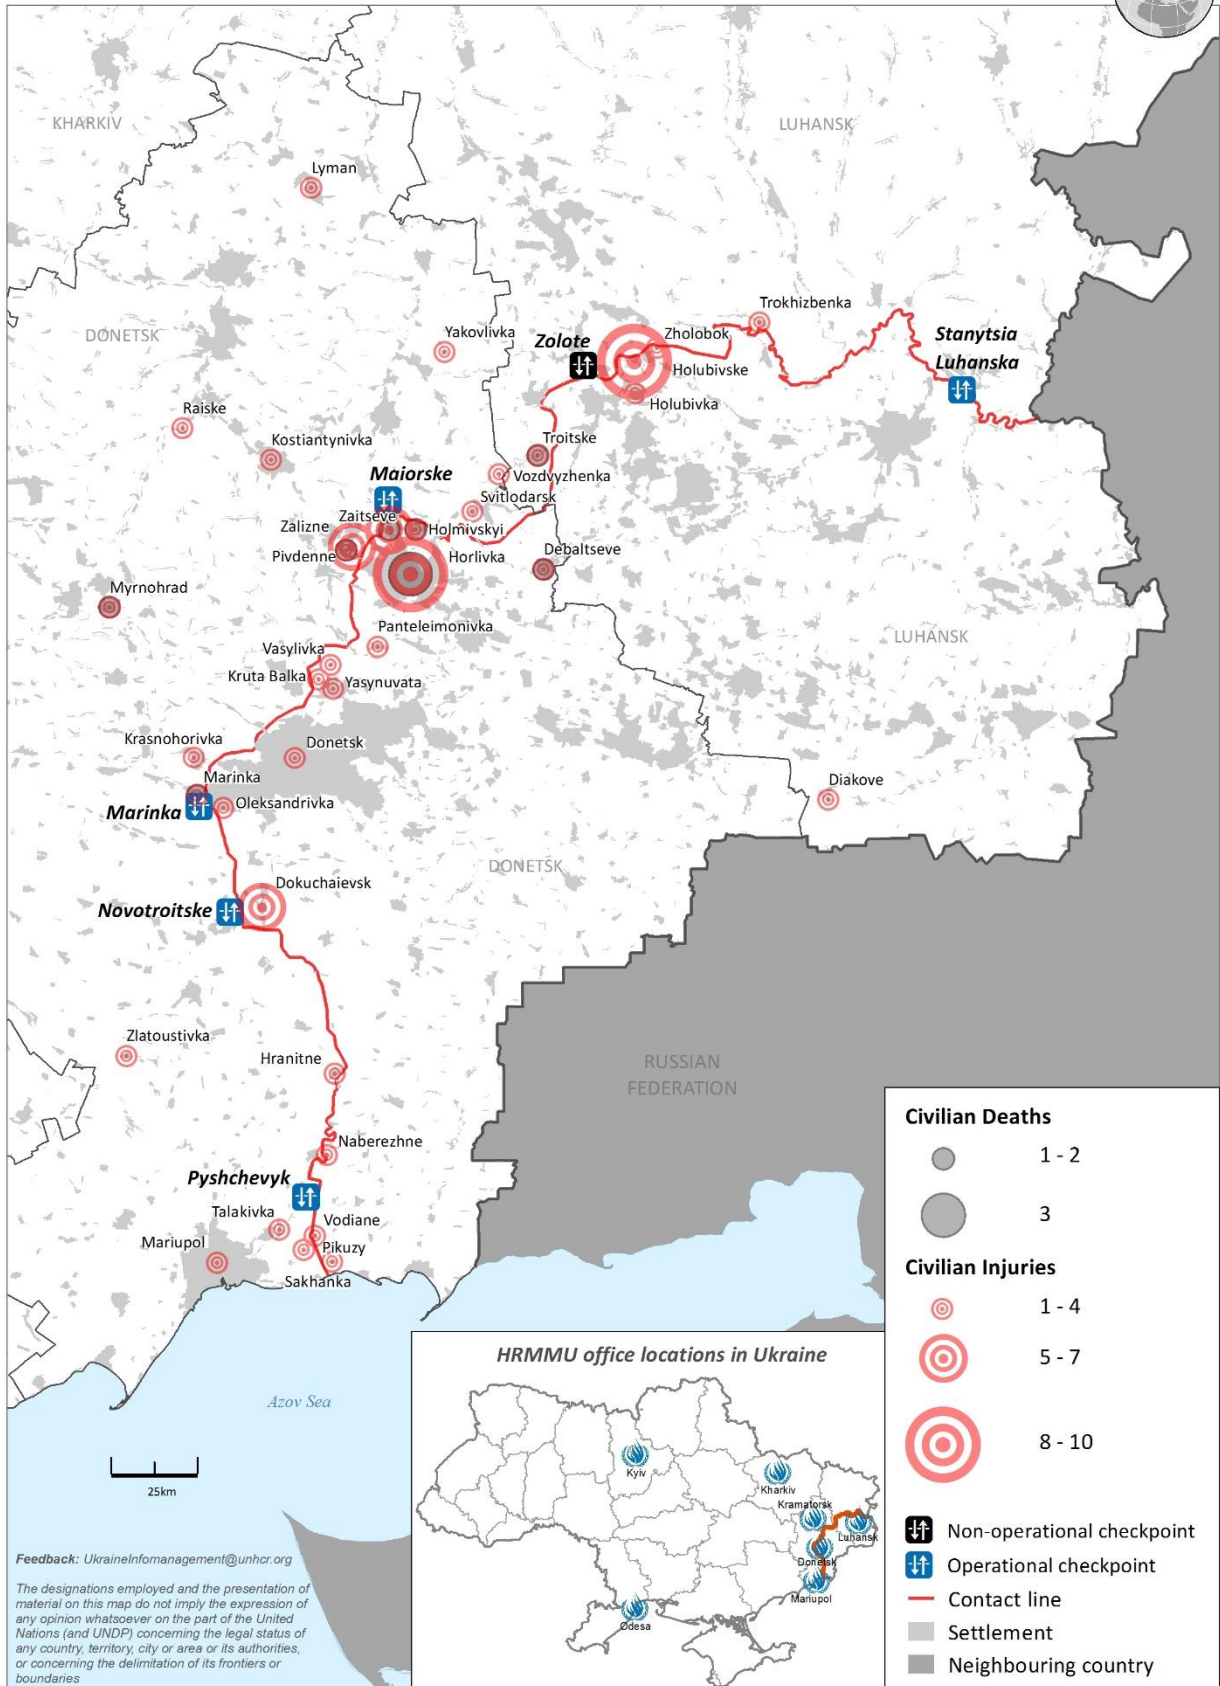 KHARKIV
LUHANSK
Lyman
Trokhizbenka
DONETSK
Yakovlivka
Zolote
Zholobok
Stanytsia
Luhanska
Holubivske
Holubivka
Raiske
Kostiantynivka
Troitske
Maiorske
Vozdvyzhenka
Svitlodarsk
Zaitseve
Zalizne
Holmivskyi
Pivdenne
Horlivka
Debaltseve
Myrnohrad
Panteleimonivka
LUHANSK
Vasylivka
Kruta Balka
Yasynuvata
Krasnohorivka
Donetsk
Marinka
Diakove
Marinka
Oleksandrivka
DONETSK
Dokuchaievsk
Novotroitske
Zlatoustivka
Hranitne
RUSSIAN
FEDERATION
Naberezhne
Pyshchevyk
Talakivka
Vodiane
Mariupol
Pikuzy
Sakhanka
Azov Sea
25km
Civilian Deaths
1 - 2
3
Civilian Injuries
1 - 4
5 - 7
8 - 10
Non-operational checkpoint
Operational checkpoint
Contact line
Settlement
Neighbouring country
HRMMU office locations in Ukraine
Kyiv
Kharkiv
Kramatorsk
Luhansk
Donetsk
Mariupol
Odesa
Feedback: UkraineInfomanagement@unhcr.org
The designations employed and the presentation of
material on this map do not imply the expression of
any opinion whatsoever on the part of the United
Nations (and UNDP) concerning the legal status of
any country, territory, city or area or its authorities,
or concerning the delimitation of its frontiers or
boundaries